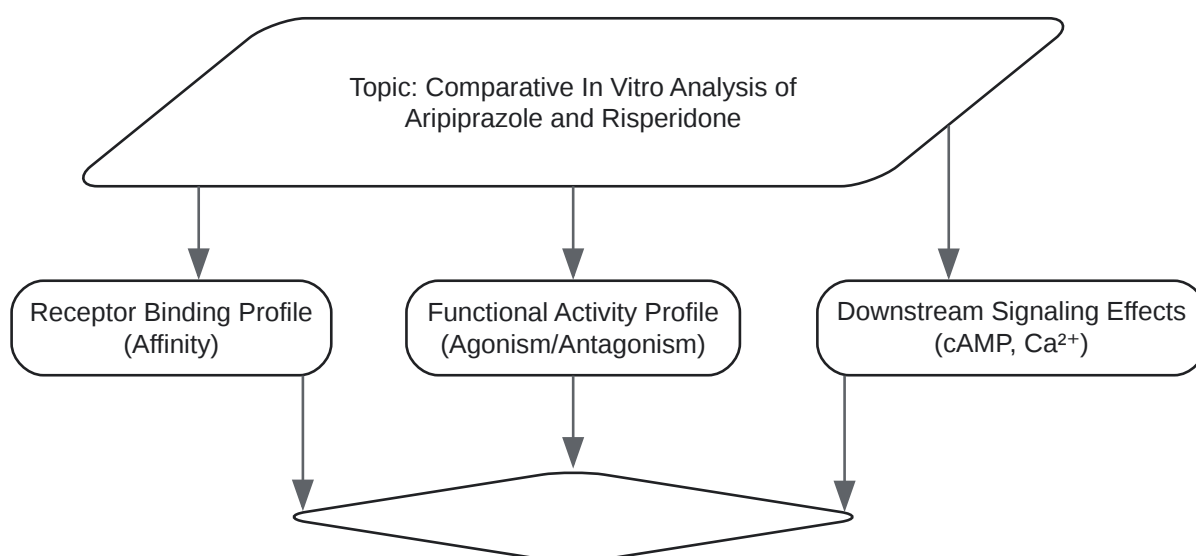 Topic: Comparative In Vitro Analysis of
Aripiprazole and Risperidone
Receptor Binding Profile
(Affinity)
Functional Activity Profile
(Agonism/Antagonism)
Downstream Signaling Effects
(cAMP, Ca²⁺)